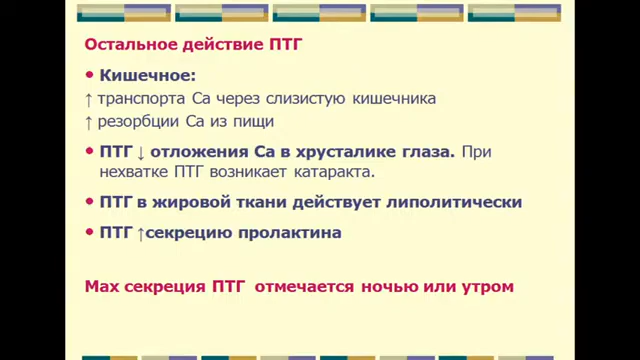 Остальное действие ПТГ
• Кишечное:
↑ транспорта Са через слизистую кишечника
↑ резорбции Са из пищи
• ПТГ ↓ отложения Са в хрусталике глаза. При
нехватке ПТГ возникает катаракта.
• ПТГ в жировой ткани действует липолитически
• ПТГ ↑секрецию пролактина
Мах секреция ПТГ отмечается ночью или утром